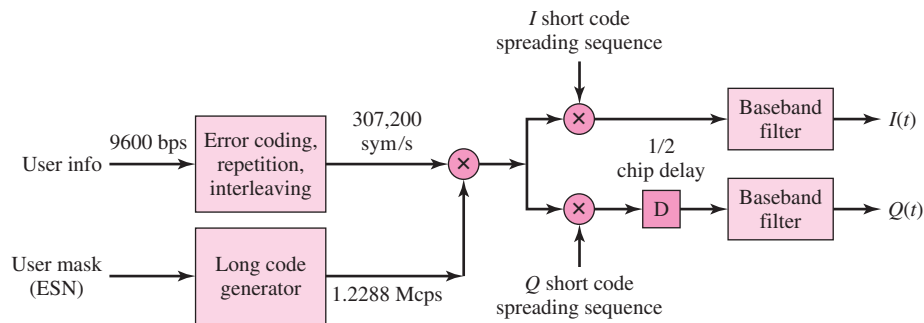 I short code
spreading sequence
9600 bps
User info
Error coding,
repetition,
interleaving
307,200
sym/s
×
×
Baseband
filter
I(t)
1/2
chip delay
×
D
Baseband
filter
Q(t)
User mask
(ESN)
Long code
generator
1.2288 Mcps
Q short code
spreading sequence